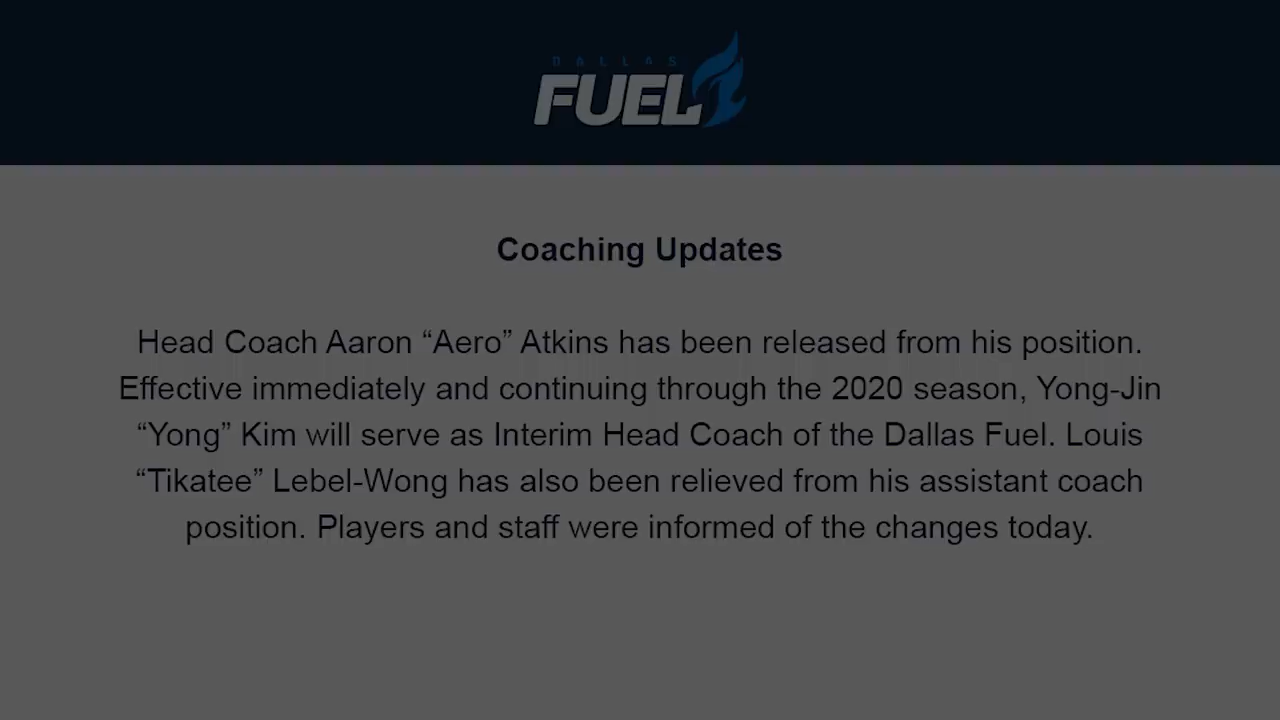 DALLAS
FUEL
Coaching Updates
Head Coach Aaron “Aero” Atkins has been released from his position.
Effective immediately and continuing through the 2020 season, Yong-Jin
“Yong” Kim will serve as Interim Head Coach of the Dallas Fuel. Louis
“Tikatee” Lebel-Wong has also been relieved from his assistant coach
position. Players and staff were informed of the changes today.